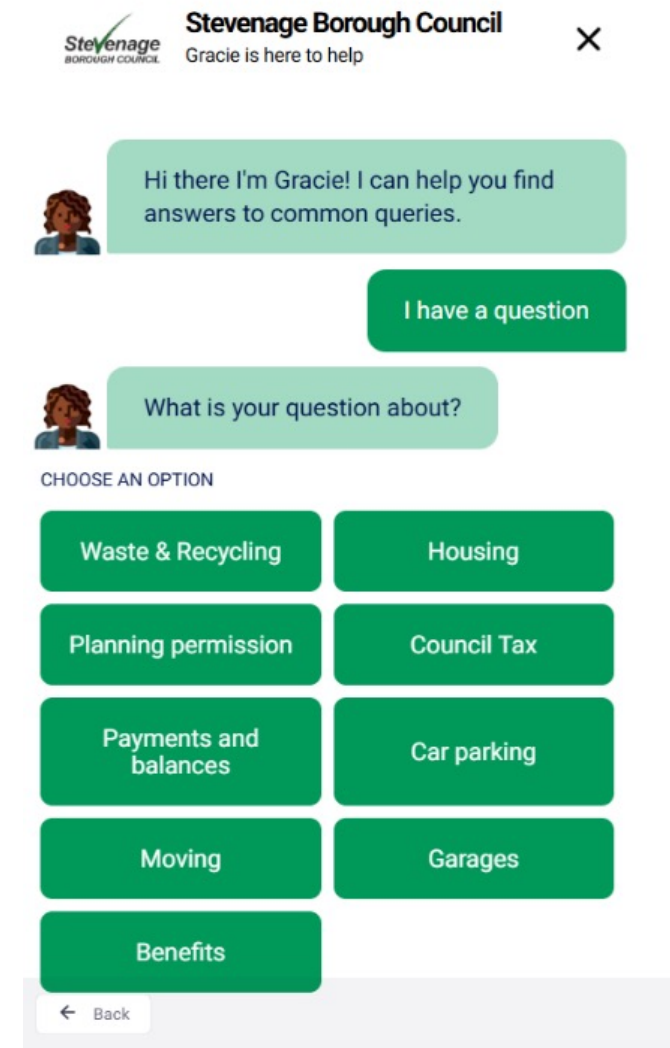 Stevenage
BOROUGH COUNCIL
Stevenage Borough Council
Gracie is here to help
Hi there I'm Gracie! I can help you find
answers to common queries.
I have a question
What is your question about?
CHOOSE AN OPTION
Waste & Recycling
Housing
Planning permission
Council Tax
Payments and
balances
Car parking
Moving
Garages
Benefits
Back